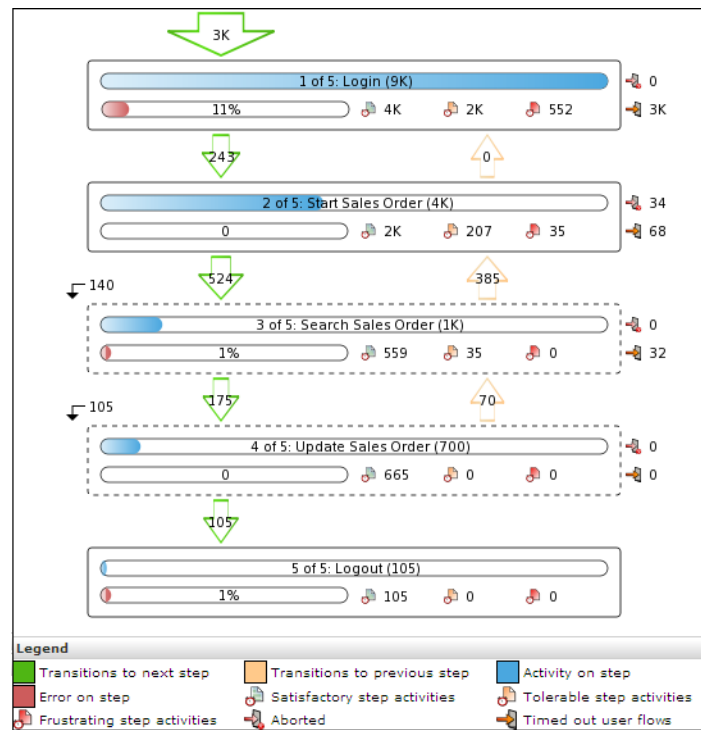 3K
1 of 5: Login (9K)
0
11%
4K
2K
552
3K
243
0
2 of 5: Start Sales Order (4K)
34
0
2K
207
35
68
524
385
140
3 of 5: Search Sales Order (1K)
0
1%
559
35
0
32
175
70
105
4 of 5: Update Sales Order (700)
0
0
665
0
0
0
105
5 of 5: Logout (105)
1%
105
0
0
Legend
Transitions to next step
Transitions to previous step
Activity on step
Error on step
Satisfactory step activities
Tolerable step activities
Frustrating step activities
Aborted
Timed out user flows